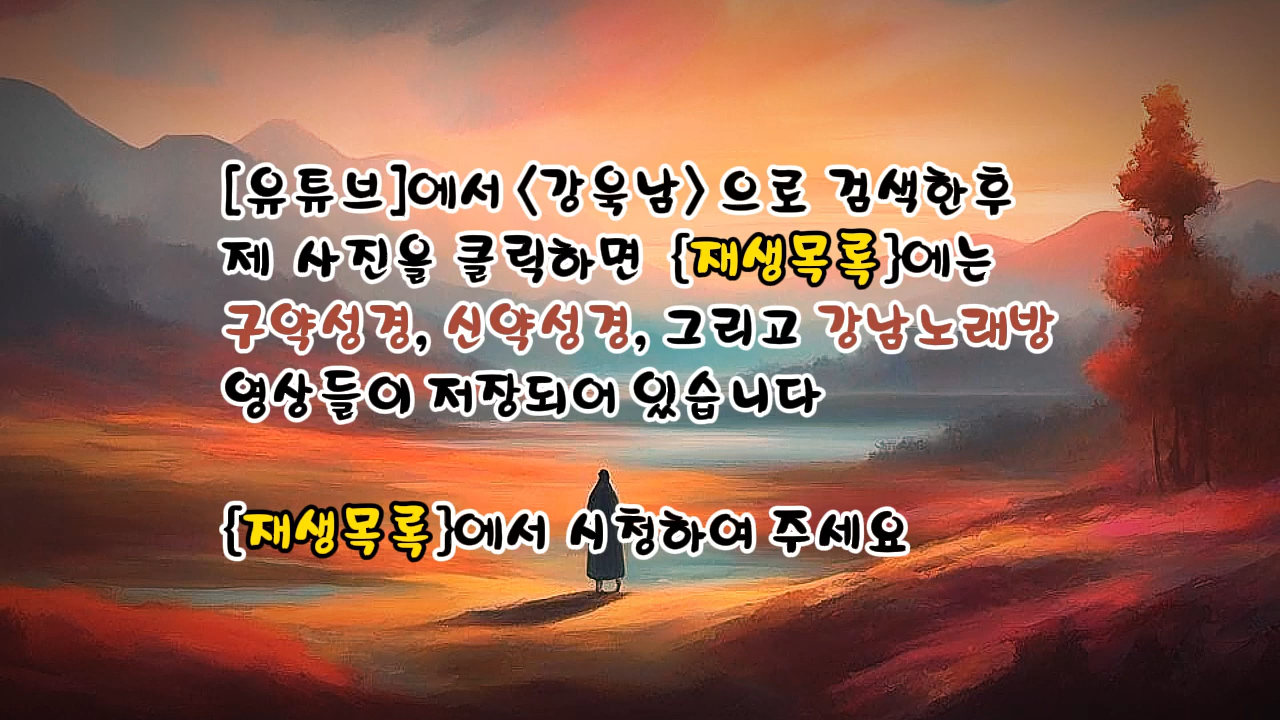 [유튜브]에서 <강욱남> 으로 검색한후
제 사진을 클릭하면 {재생목록}에는
구약성경, 신약성경, 그리고 강남노래방
영상들이 저장되어 있습니다
{재생목록}에서 시청하여 주세요